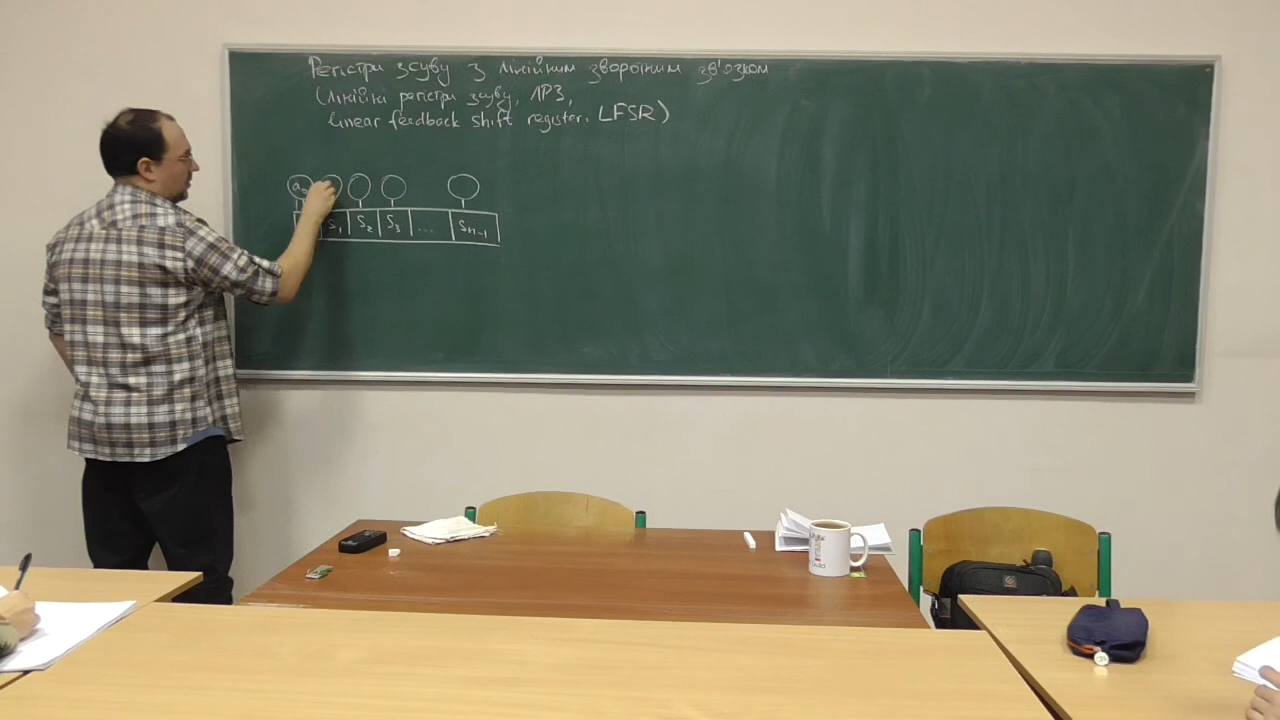 Регістри зсуву з лінійним зворотним зв'язком
(лінійні регістри зсуву, ЛРЗ,
linear feedback shift register, LFSR)
a₀
S₁ S₂ S₃ ... Sₙ₋₁